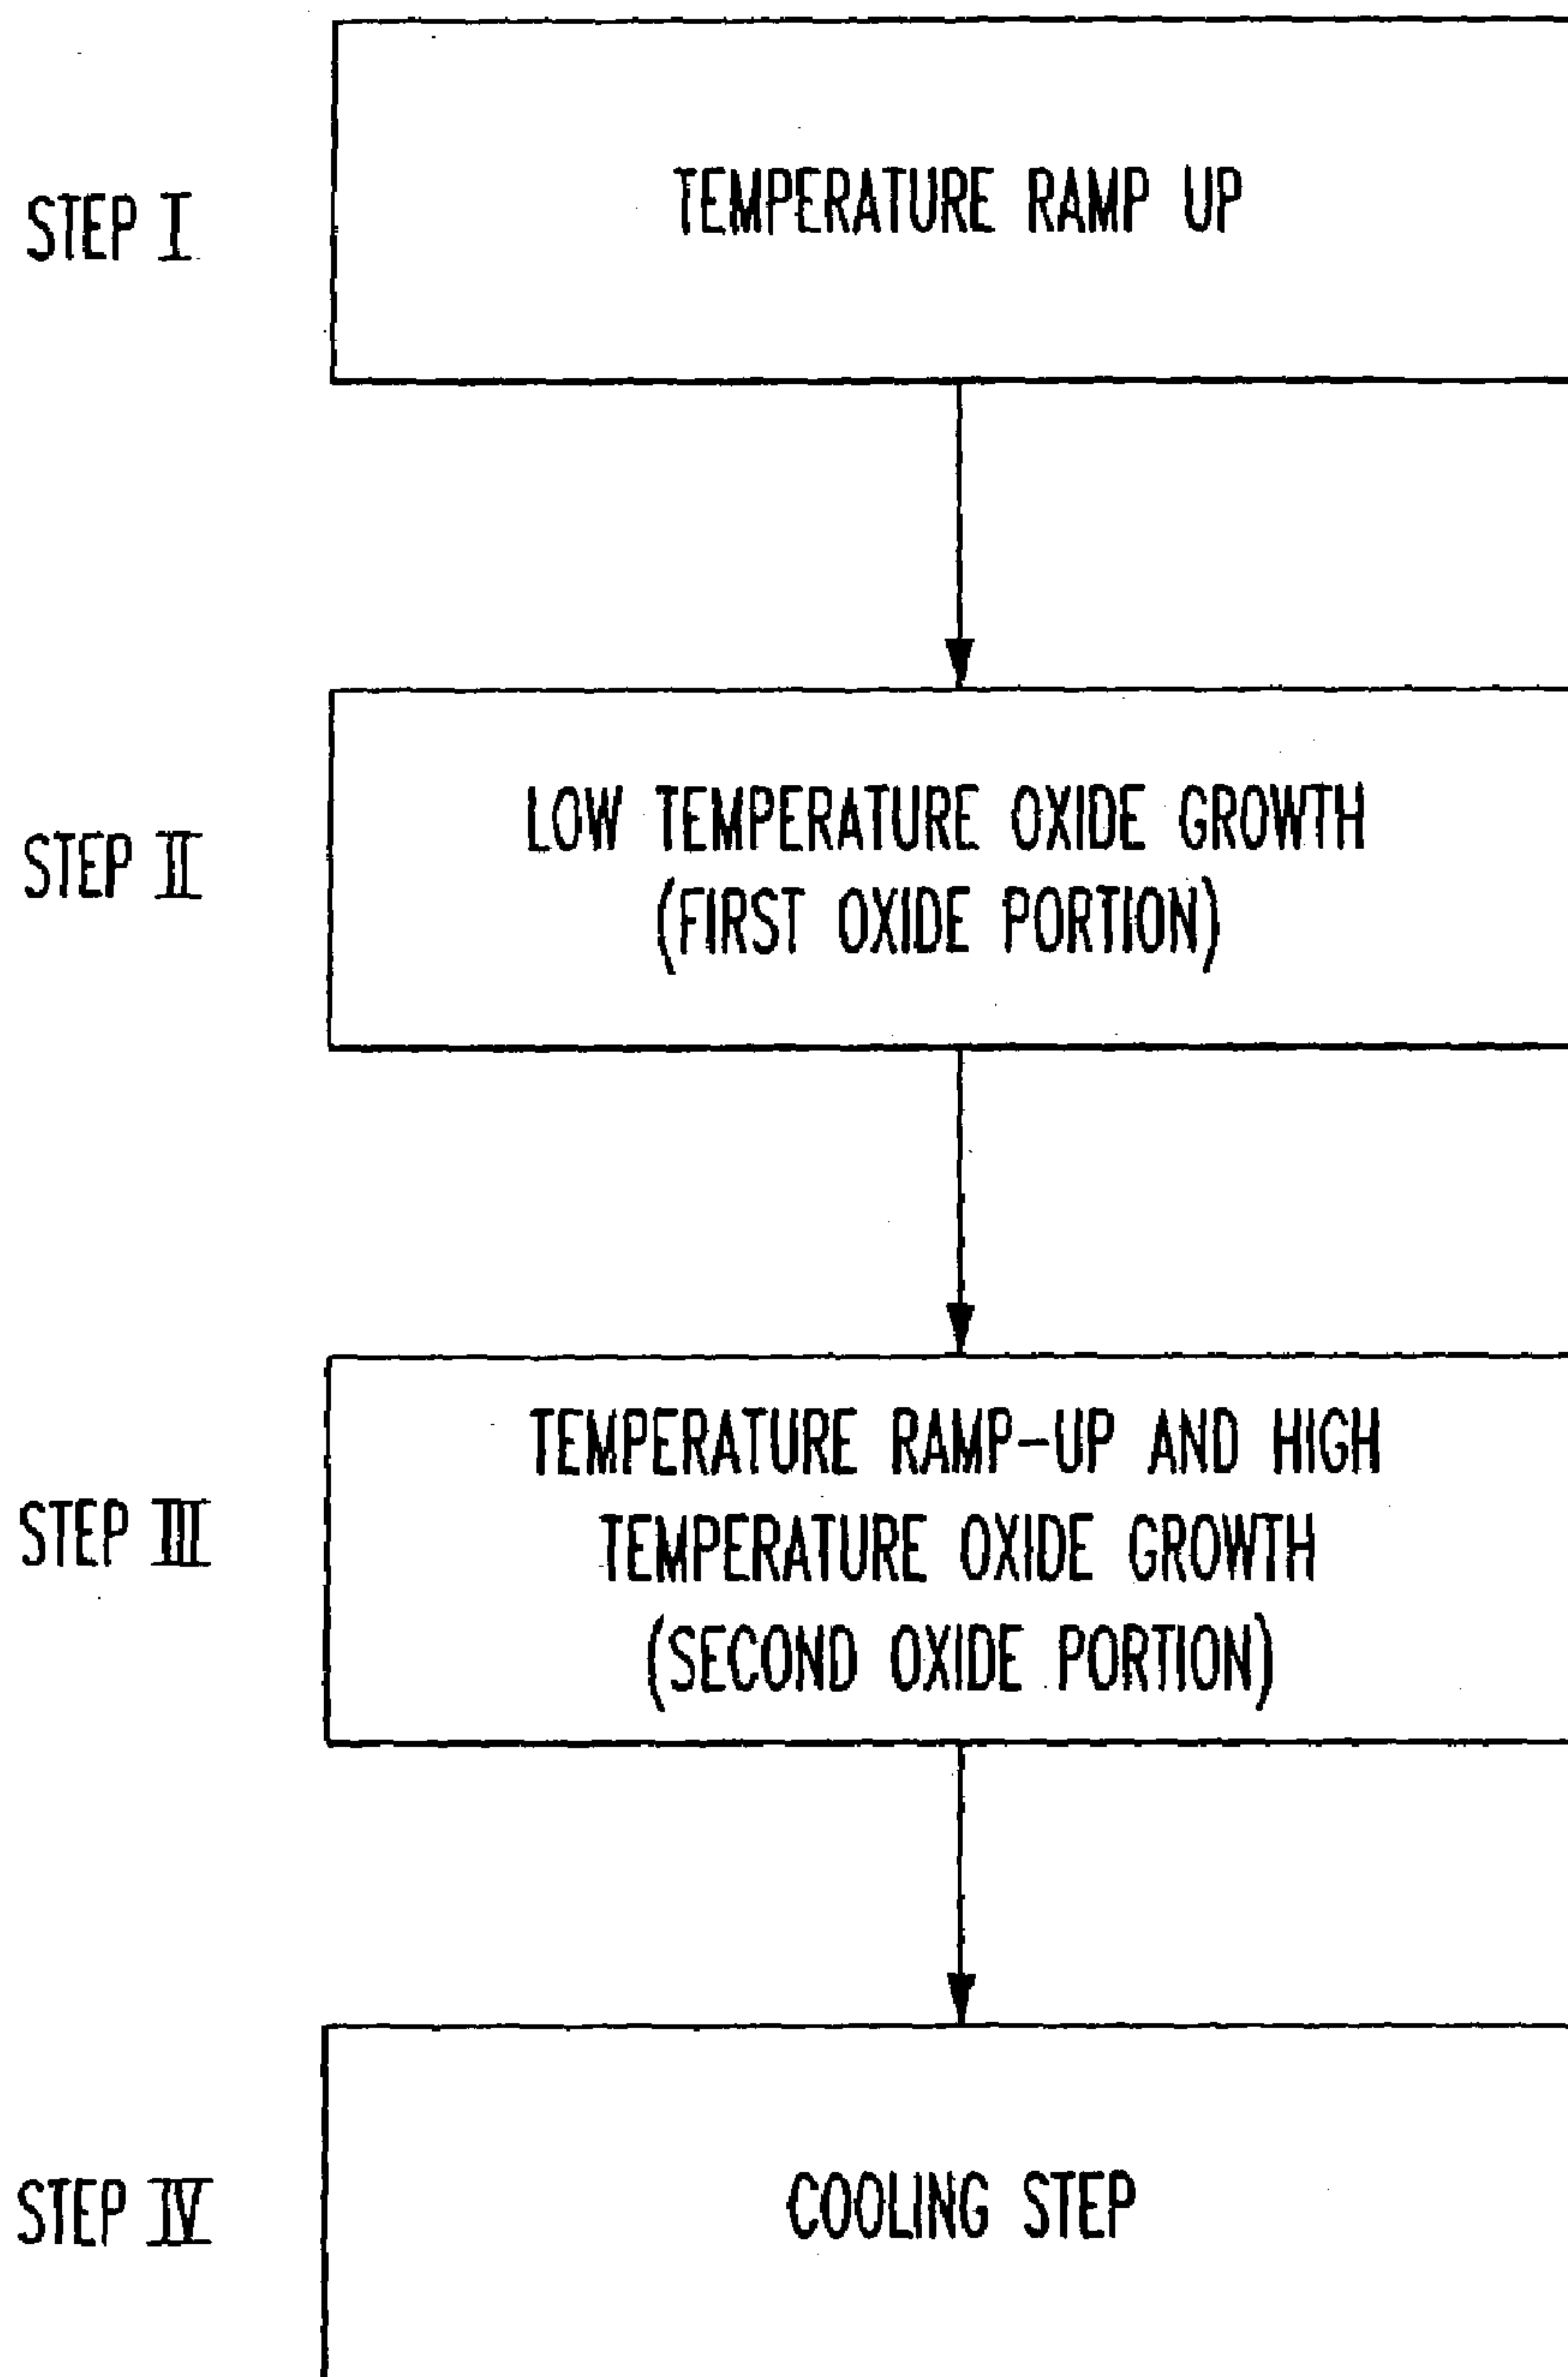 STEP I
TEMPERATURE RAMP UP
STEP II
LOW TEMPERATURE OXIDE GROWTH
(FIRST OXIDE PORTION)
STEP III
TEMPERATURE RAMP-UP AND HIGH
TEMPERATURE OXIDE GROWTH
(SECOND OXIDE PORTION)
STEP IV
COOLING STEP